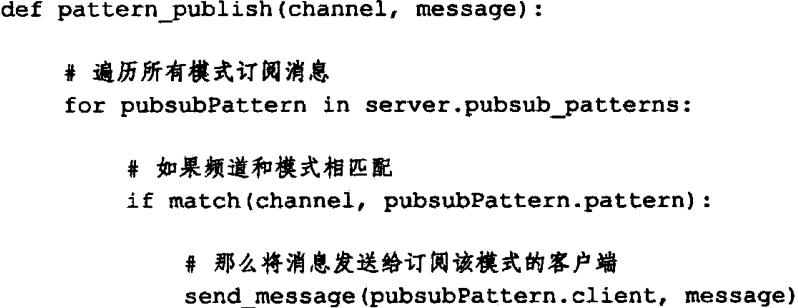 def pattern_publish(channel, message):
# 遍历所有模式订阅消息
for pubsubPattern in server.pubsub_patterns:
# 如果频道和模式相匹配
if match(channel, pubsubPattern.pattern):
# 那么将消息发送给订阅该模式的客户端
send_message(pubsubPattern.client, message)